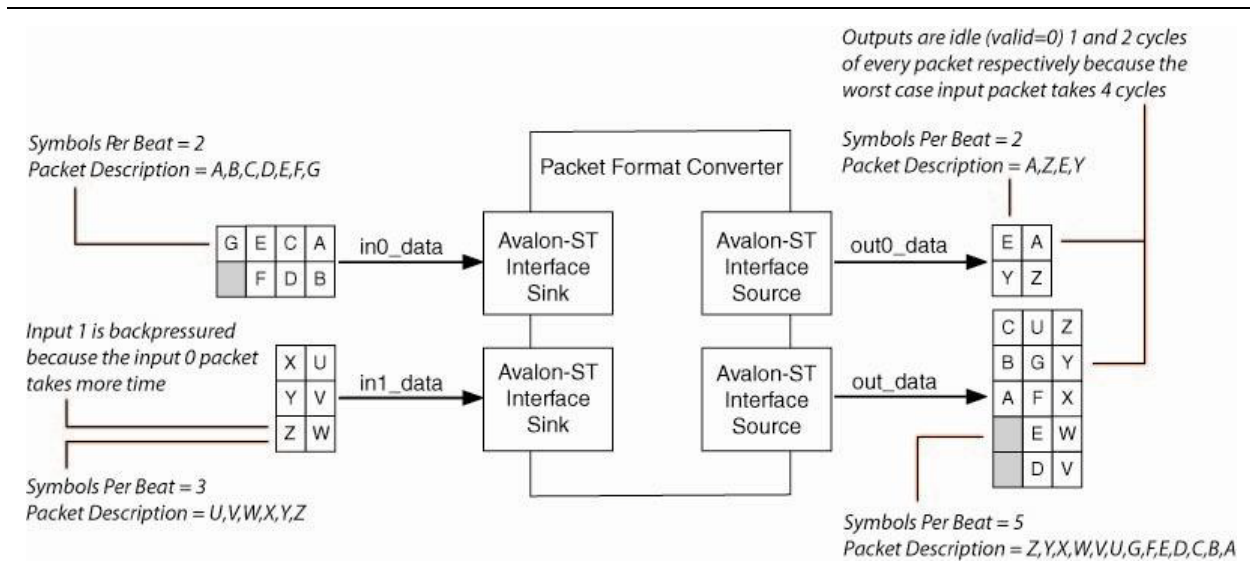 Outputs are idle (valid=0) 1 and 2 cycles
of every packet respectively because the
worst case input packet takes 4 cycles
Symbols Per Beat = 2
Packet Description = A,B,C,D,E,F,G
Packet Format Converter
Symbols Per Beat = 2
Packet Description = A,Z,E,Y
G E C A
F D B
in0_data
Avalon-ST
Interface
Sink
Avalon-ST
Interface
Source
out0_data
E A
Y Z
Input 1 is backpressured
because the input 0 packet
takes more time
X U
Y V
Z W
in1_data
Avalon-ST
Interface
Sink
Avalon-ST
Interface
Source
out_data
C U Z
B G Y
A F X
E W
D V
Symbols Per Beat = 3
Packet Description = U,V,W,X,Y,Z
Symbols Per Beat = 5
Packet Description = Z,Y,X,W,V,U,G,F,E,D,C,B,A